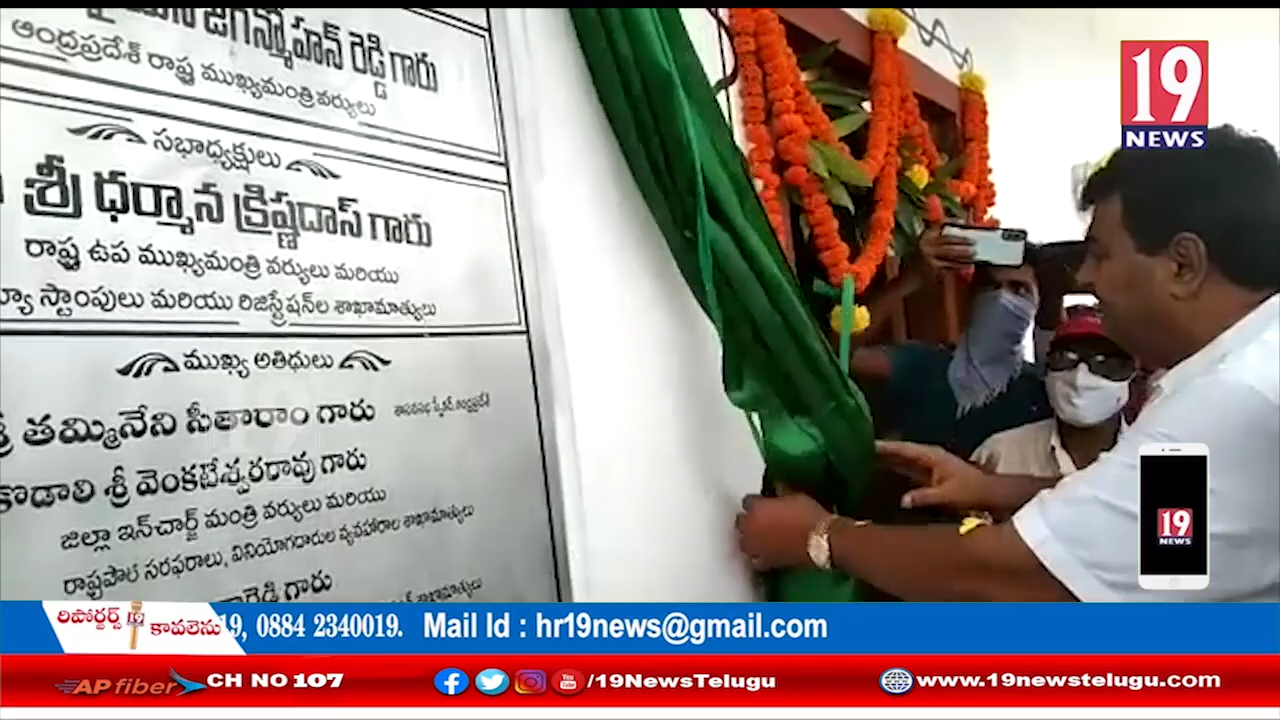 జగన్మోహన్ రెడ్డి గారు
ఆంధ్రప్రదేశ్ రాష్ట్ర ముఖ్యమంత్రి వర్యులు
సభాధ్యక్షులు
శ్రీ ధర్మాన క్రిష్ణదాస్ గారు
రాష్ట్ర ఉప ముఖ్యమంత్రి వర్యులు మరియు
స్టాంపులు మరియు రిజిస్ట్రేషన్‌ల శాఖామాత్యులు
ముఖ్య అతిధులు
శ్రీ తమ్మినేని సీతారాం గారు
కొడాలి శ్రీ వెంకటేశ్వరరావు గారు
జిల్లా ఇన్‌చార్జ్ మంత్రి వర్యులు మరియు
రాష్ట్రపౌర సరఫరాలు, వినియోగదారుల వ్యవహారాల శాఖామాత్యులు
గారు
19
NEWS
19
NEWS
రిపోర్టర్స్ 19 కావలెను
19, 0884 2340019. Mail Id : hr19news@gmail.com
AP fiber CH NO 107
/19NewsTelugu
www.19newstelugu.com